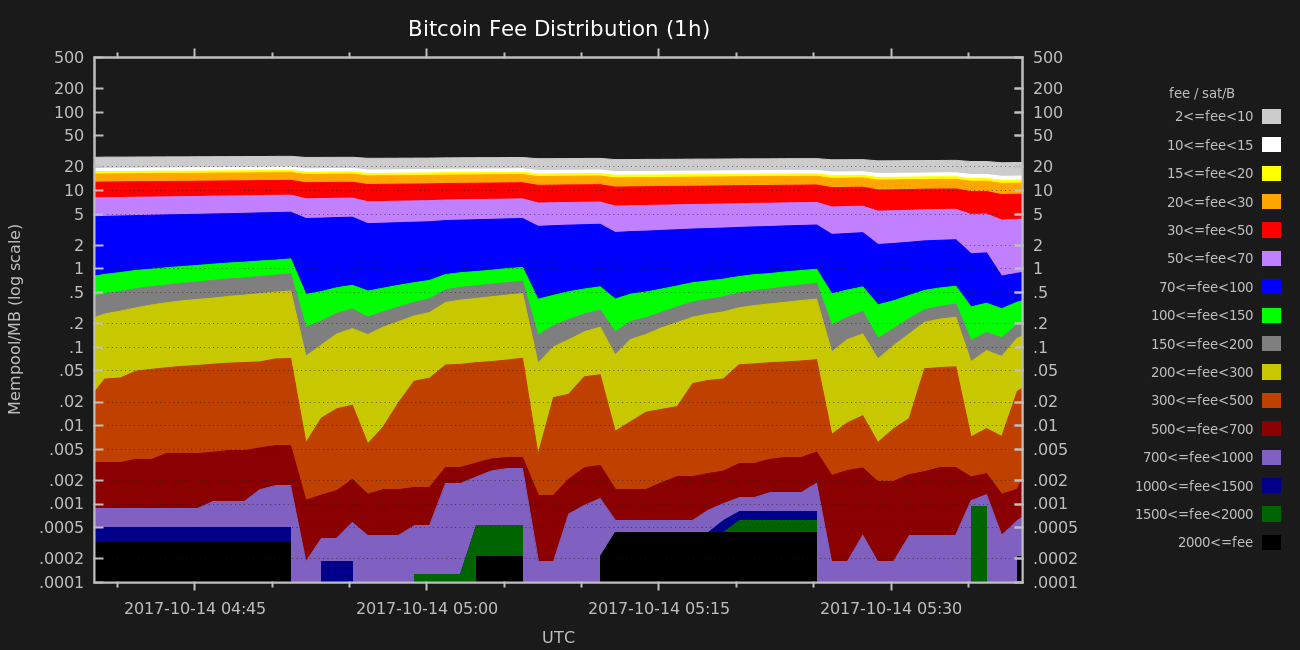 Bitcoin Fee Distribution (1h)
500 500
200 200
100 100
50 50
20 20
10 10
5 5
2 2
1 1
.5 .5
.2 .2
.1 .1
.05 .05
.02 .02
.01 .01
.005 .005
.002 .002
.001 .001
.0005 .0005
.0002 .0002
.0001 .0001
Mempool/MB (log scale)
2017-10-14 04:45 2017-10-14 05:00 2017-10-14 05:15 2017-10-14 05:30
UTC
fee / sat/B
2<=fee<10
10<=fee<15
15<=fee<20
20<=fee<30
30<=fee<50
50<=fee<70
70<=fee<100
100<=fee<150
150<=fee<200
200<=fee<300
300<=fee<500
500<=fee<700
700<=fee<1000
1000<=fee<1500
1500<=fee<2000
2000<=fee